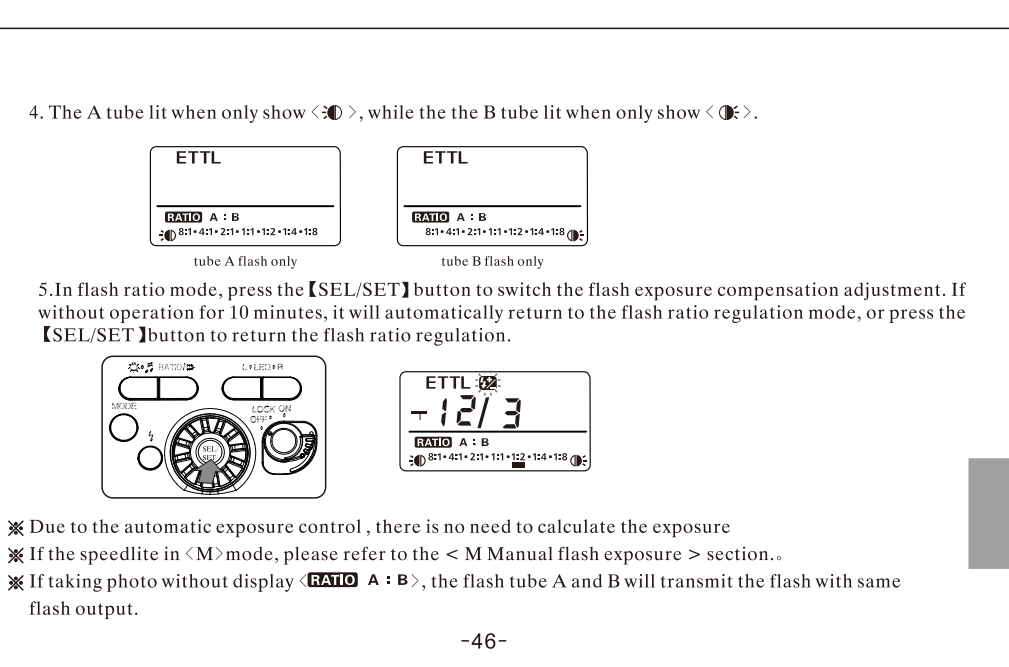 4. The A tube lit when only show < >, while the the B tube lit when only show < >.
ETTL
RATIO A : B
8:1•4:1•2:1•1:1•1:2•1:4•1:8
tube A flash only
ETTL
RATIO A : B
8:1•4:1•2:1•1:1•1:2•1:4•1:8
tube B flash only
5.In flash ratio mode, press the【SEL/SET】button to switch the flash exposure compensation adjustment. If
without operation for 10 minutes, it will automatically return to the flash ratio regulation mode, or press the
【SEL/SET】button to return the flash ratio regulation.
RATIO/
L•LED•R
MODE
LOCK ON
OFF
SEL/
SET
ETTL
-12/3
RATIO A : B
8:1•4:1•2:1•1:1•1:2•1:4•1:8
※ Due to the automatic exposure control , there is no need to calculate the exposure
※ If the speedlite in <M>mode, please refer to the < M Manual flash exposure > section.。
※ If taking photo without display <RATIO A : B>, the flash tube A and B will transmit the flash with same
flash output.
-46-